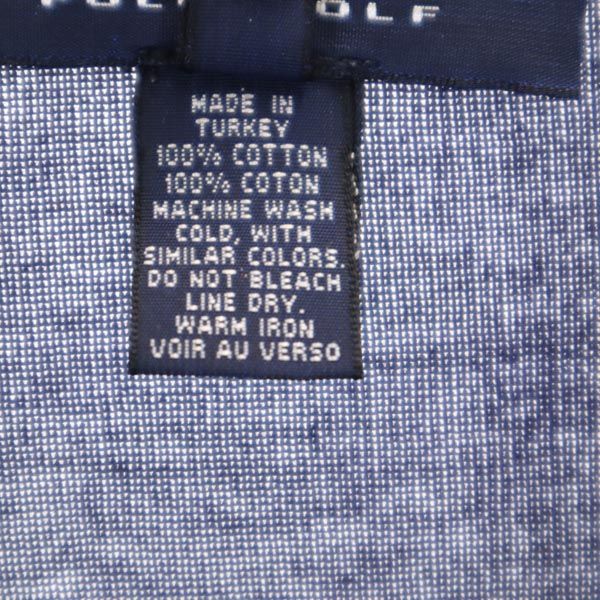 MADE IN
TURKEY
100% COTTON
100% COTON
MACHINE WASH
COLD, WITH
SIMILAR COLORS.
DO NOT BLEACH
LINE DRY.
WARM IRON
VOIR AU VERSO